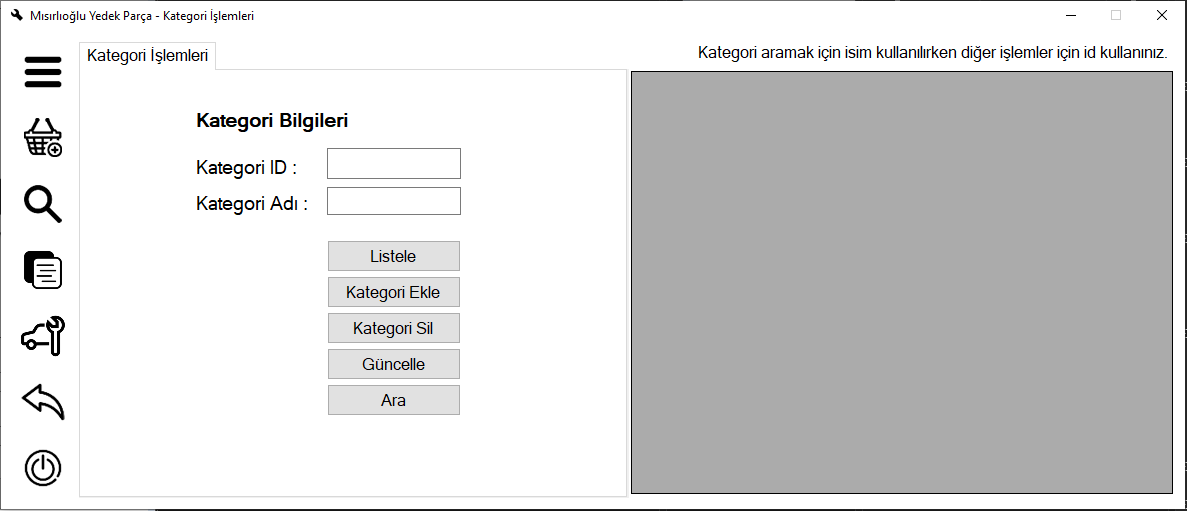 Mısırlıoğlu Yedek Parça - Kategori İşlemleri
Kategori İşlemleri
Kategori aramak için isim kullanılırken diğer işlemler için id kullanınız.
Kategori Bilgileri
Kategori ID :
Kategori Adı :
Listele
Kategori Ekle
Kategori Sil
Güncelle
Ara